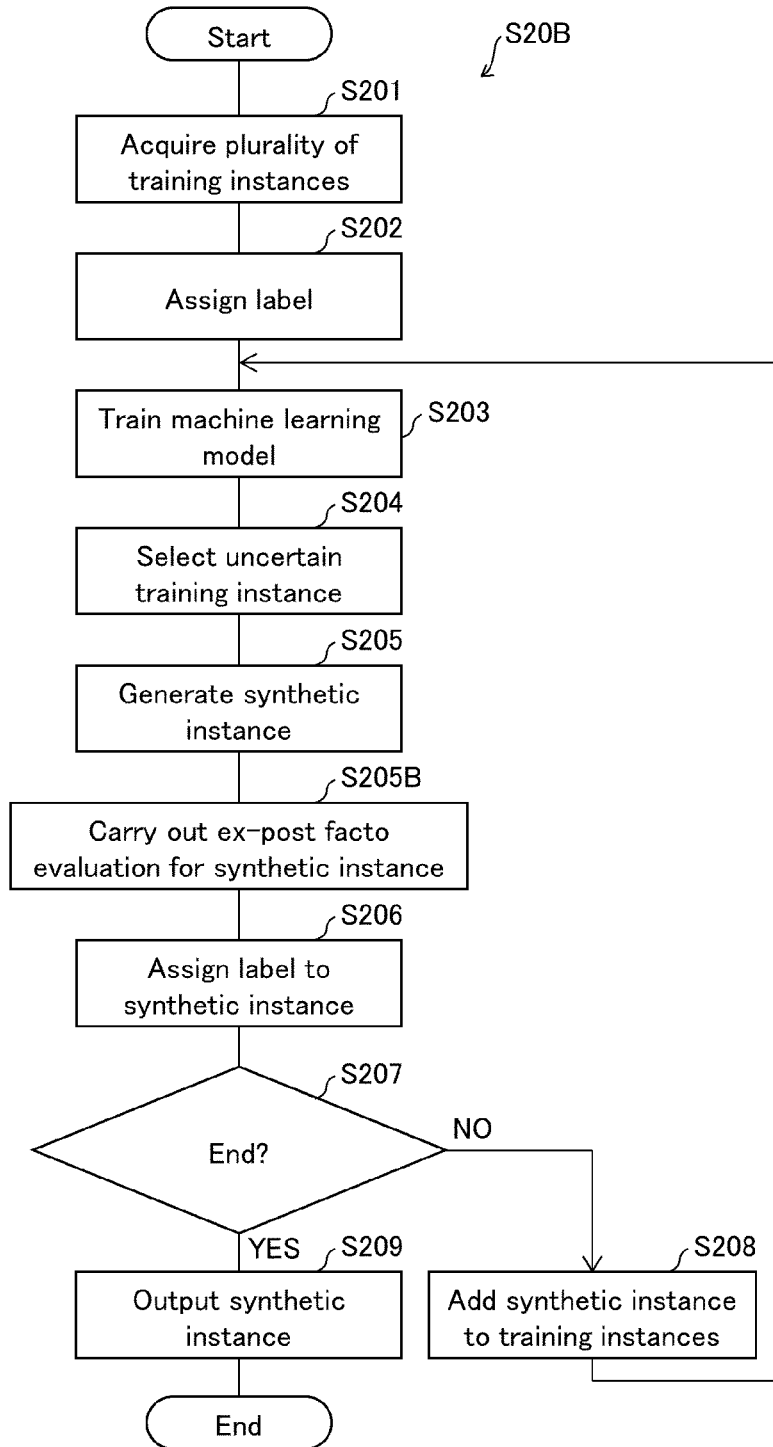 Start
S20B
S201
Acquire plurality of
training instances
S202
Assign label
Train machine learning
model
S203
S204
Select uncertain
training instance
S205
Generate synthetic
instance
S205B
Carry out ex-post facto
evaluation for synthetic instance
S206
Assign label to
synthetic instance
S207
End?
NO
YES
S209
Output synthetic
instance
S208
Add synthetic instance
to training instances
End